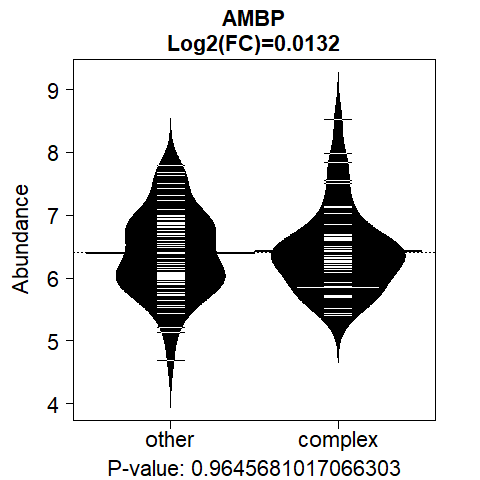 AMBP
Log2(FC)=0.0132
Abundance
9
8
7
6
5
4
other complex
P-value: 0.9645681017066303